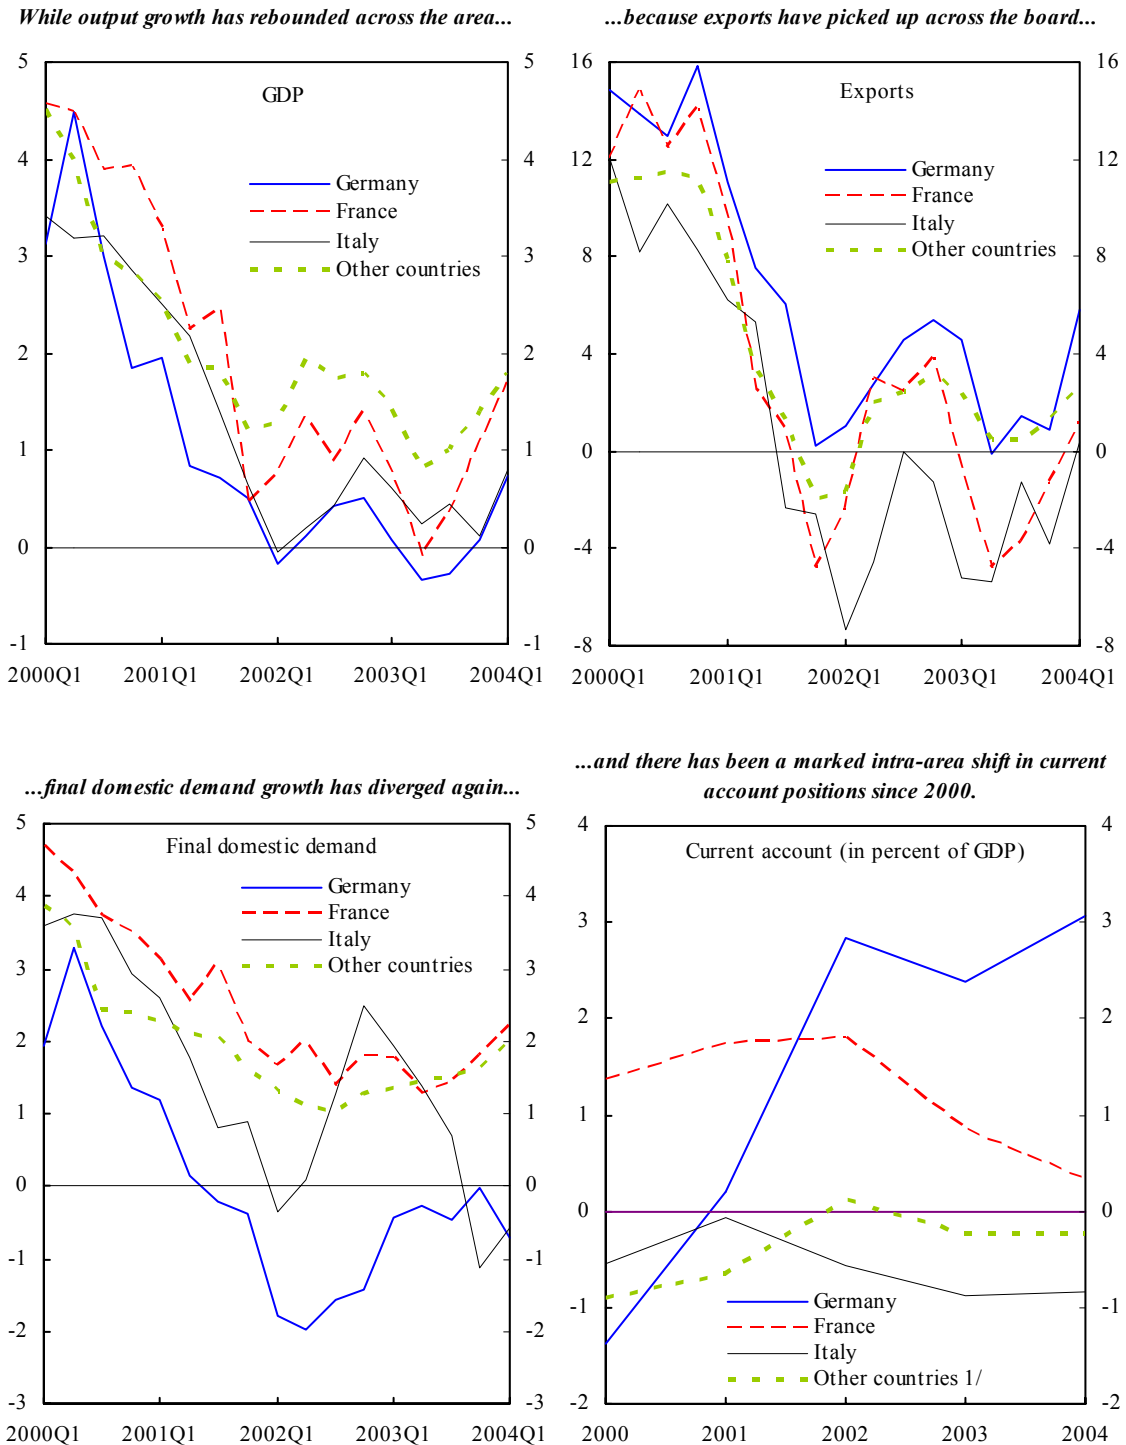 While output growth has rebounded across the area...
...because exports have picked up across the board...
GDP
5 5
4 4
3 3
2 2
1 1
0 0
-1 -1
Germany
France
Italy
Other countries
2000Q1 2001Q1 2002Q1 2003Q1 2004Q1
Exports
16 16
12 12
8 8
4 4
0 0
-4 -4
-8 -8
Germany
France
Italy
Other countries
2000Q1 2001Q1 2002Q1 2003Q1 2004Q1
...final domestic demand growth has diverged again...
Final domestic demand
5 5
4 4
3 3
2 2
1 1
0 0
-1 -1
-2 -2
-3 -3
Germany
France
Italy
Other countries
2000Q1 2001Q1 2002Q1 2003Q1 2004Q1
...and there has been a marked intra-area shift in current
account positions since 2000.
Current account (in percent of GDP)
4 4
3 3
2 2
1 1
0 0
-1 -1
-2 -2
Germany
France
Italy
Other countries 1/
2000 2001 2002 2003 2004